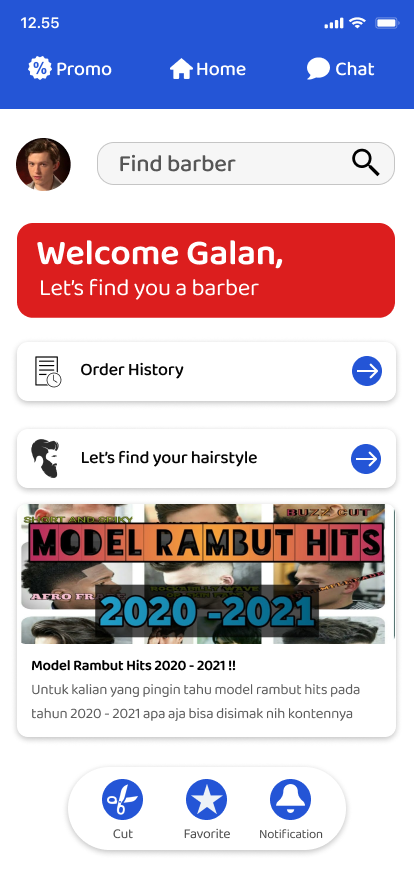 12.55
% Promo
Home
Chat
Find barber
Welcome Galan,
Let's find you a barber
Order History
Let's find your hairstyle
SHORT AND SPIKY
BUZZ CUT
MODEL RAMBUT HITS
AFRO FRADE
2020 -2021
Model Rambut Hits 2020 - 2021 !!
Untuk kalian yang pingin tahu model rambut hits pada
tahun 2020 - 2021 apa aja bisa disimak nih kontennya
Cut
Favorite
Notification